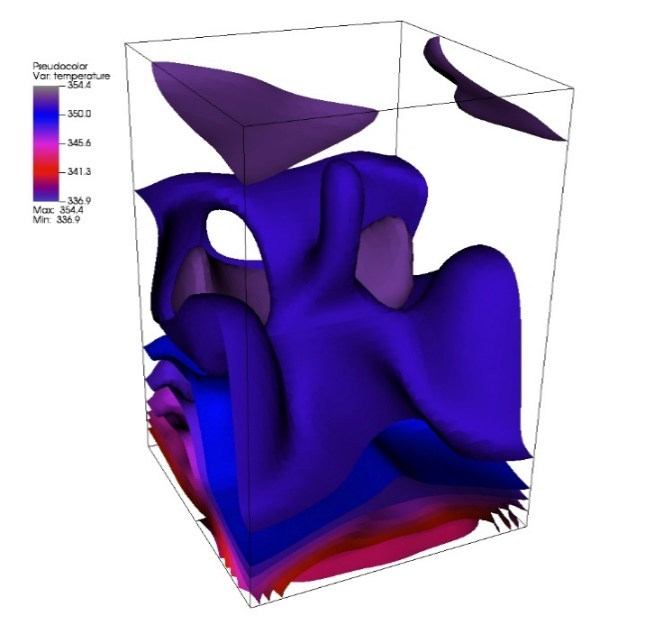 Pseudocolor
Var: temperature
354.4
350.0
345.6
341.3
336.9
Max: 354.4
Min: 336.9